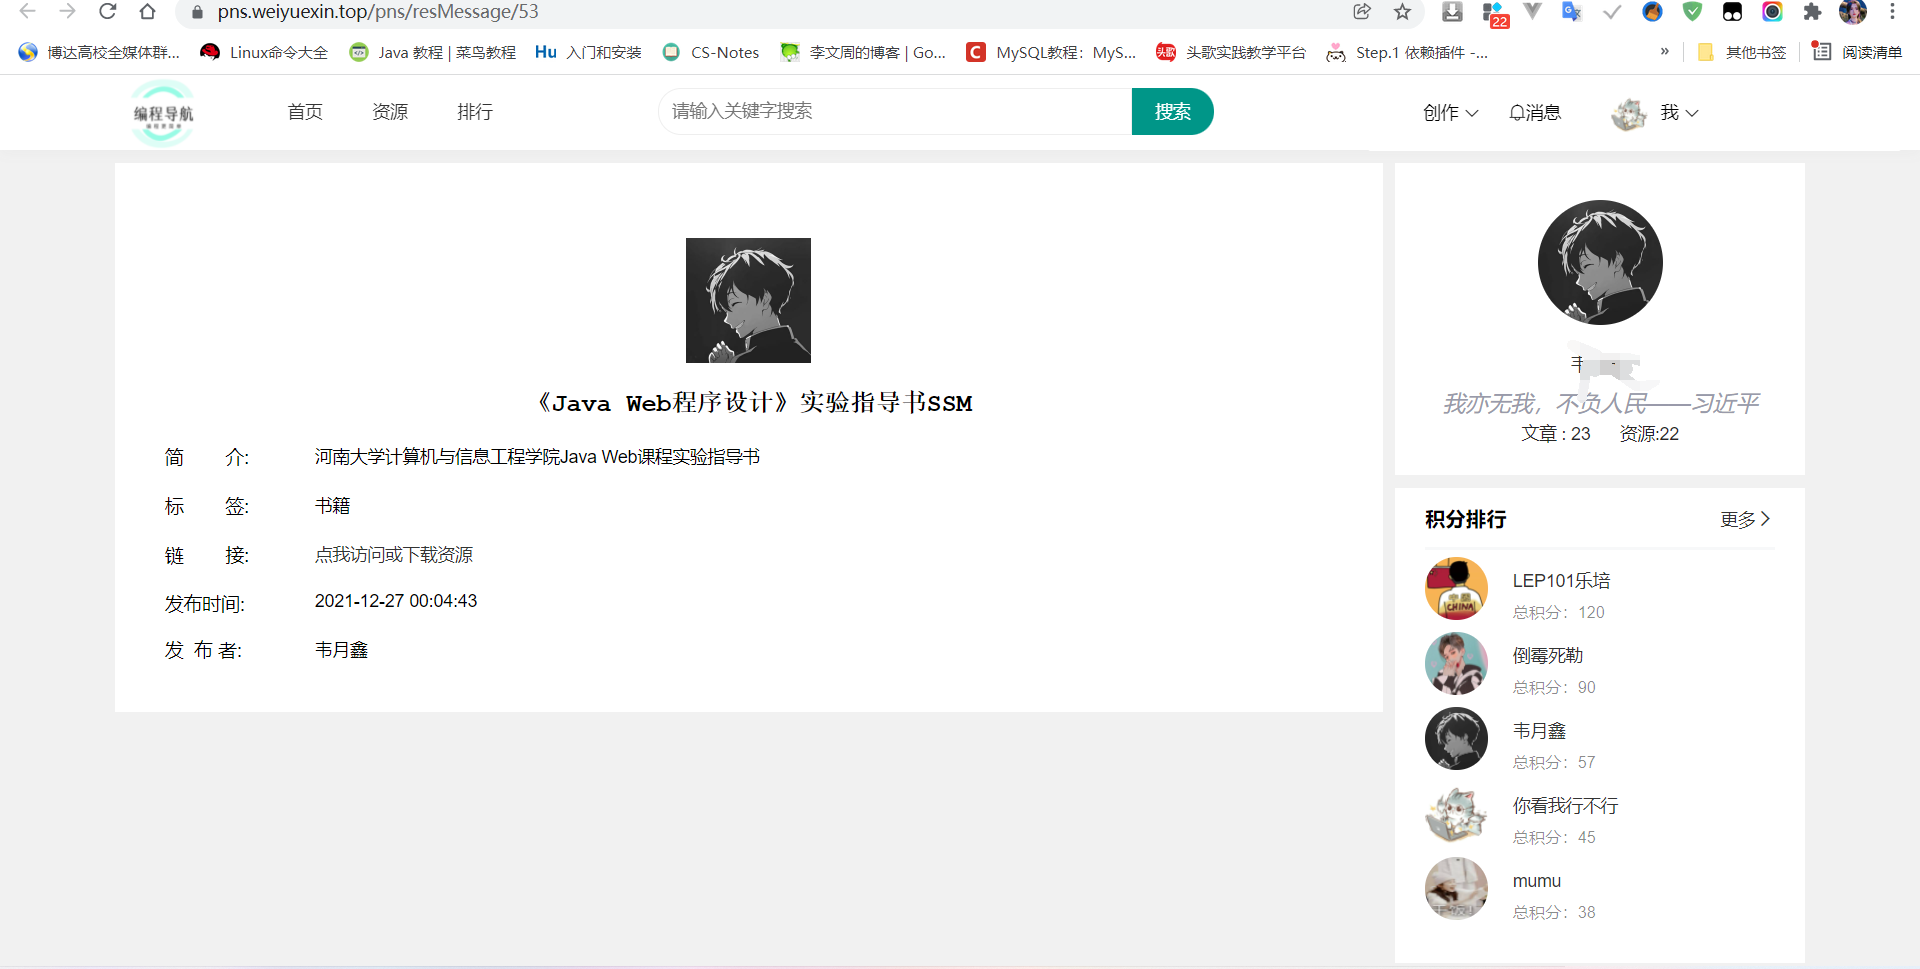 pns.weiyuexin.top/pns/resMessage/53
22
博达高校全媒体群... Linux命令大全 Java 教程 | 菜鸟教程 Hu 入门和安装 CS-Notes 李文周的博客 | Go... C MySQL教程：MyS... 头歌 头歌实践教学平台 Step.1 依赖插件 -... » 其他书签 阅读清单
编程导航 首页 资源 排行 请输入关键字搜索 搜索 创作 消息 我
《Java Web程序设计》实验指导书SSM
简 介: 河南大学计算机与信息工程学院Java Web课程实验指导书
标 签: 书籍
链 接: 点我访问或下载资源
发布时间: 2021-12-27 00:04:43
发 布 者: 韦月鑫
我亦无我，不负人民——习近平
文章 : 23 资源:22
积分排行 更多
LEP101乐培
总积分：120
倒霉死勒
总积分：90
韦月鑫
总积分：57
你看我行不行
总积分：45
mumu
总积分：38